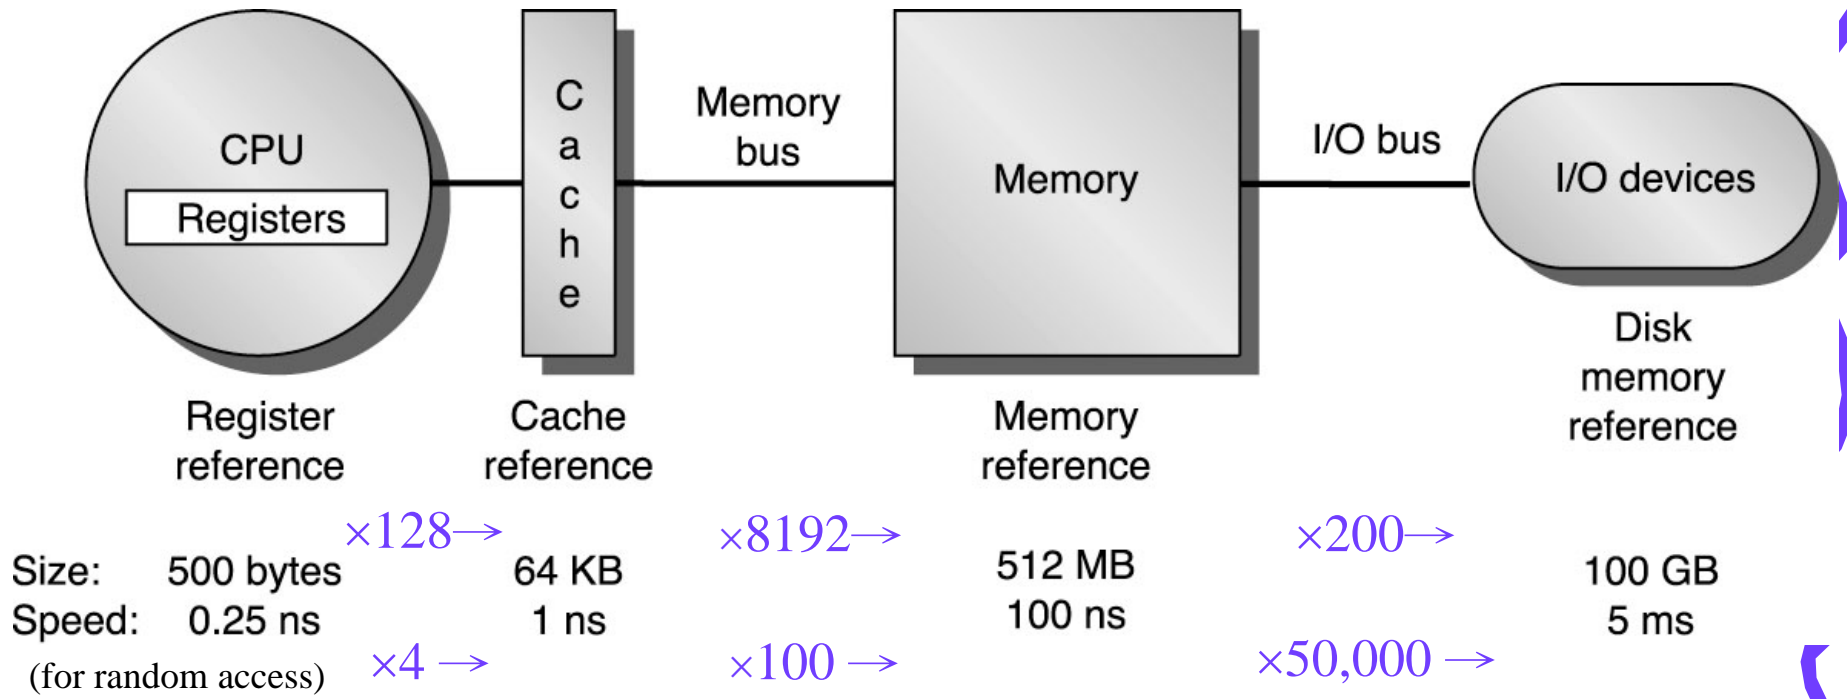 CPU
Registers
Cache
Memory
bus
Memory
I/O bus
I/O devices
Register
reference
Cache
reference
Memory
reference
Disk
memory
reference
×128→
×8192→
×200→
Size: 500 bytes 64 KB 512 MB 100 GB
Speed: 0.25 ns 1 ns 100 ns 5 ms
(for random access) ×4 → ×100 → ×50,000 →